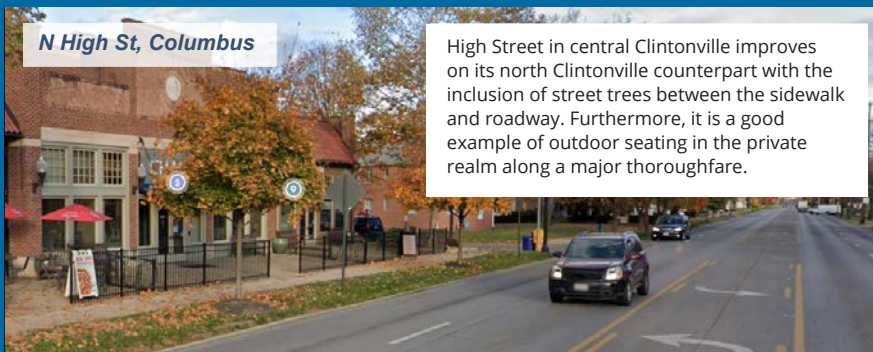 N High St, Columbus
High Street in central Clintonville improves
on its north Clintonville counterpart with the
inclusion of street trees between the sidewalk
and roadway. Furthermore, it is a good
example of outdoor seating in the private
realm along a major thoroughfare.